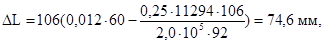 ΔL = 106(0,012·60 − (0,25·11294·106)/(2,0·10⁵·92)) = 74,6 мм,